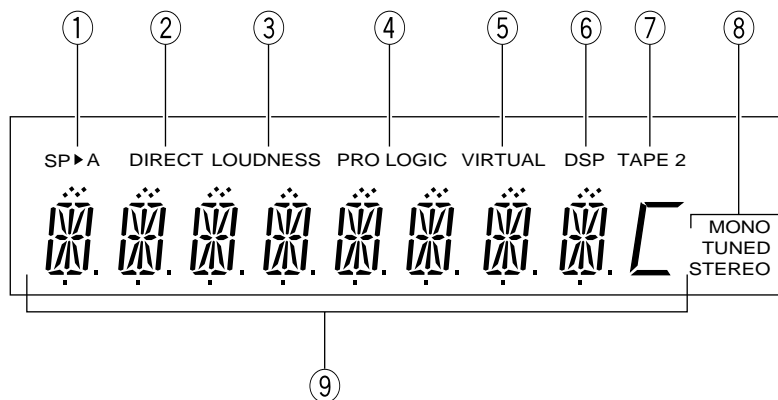 ① ② ③ ④ ⑤ ⑥ ⑦ ⑧
SP▶A DIRECT LOUDNESS PRO LOGIC VIRTUAL DSP TAPE 2
MONO
TUNED
STEREO
⑨